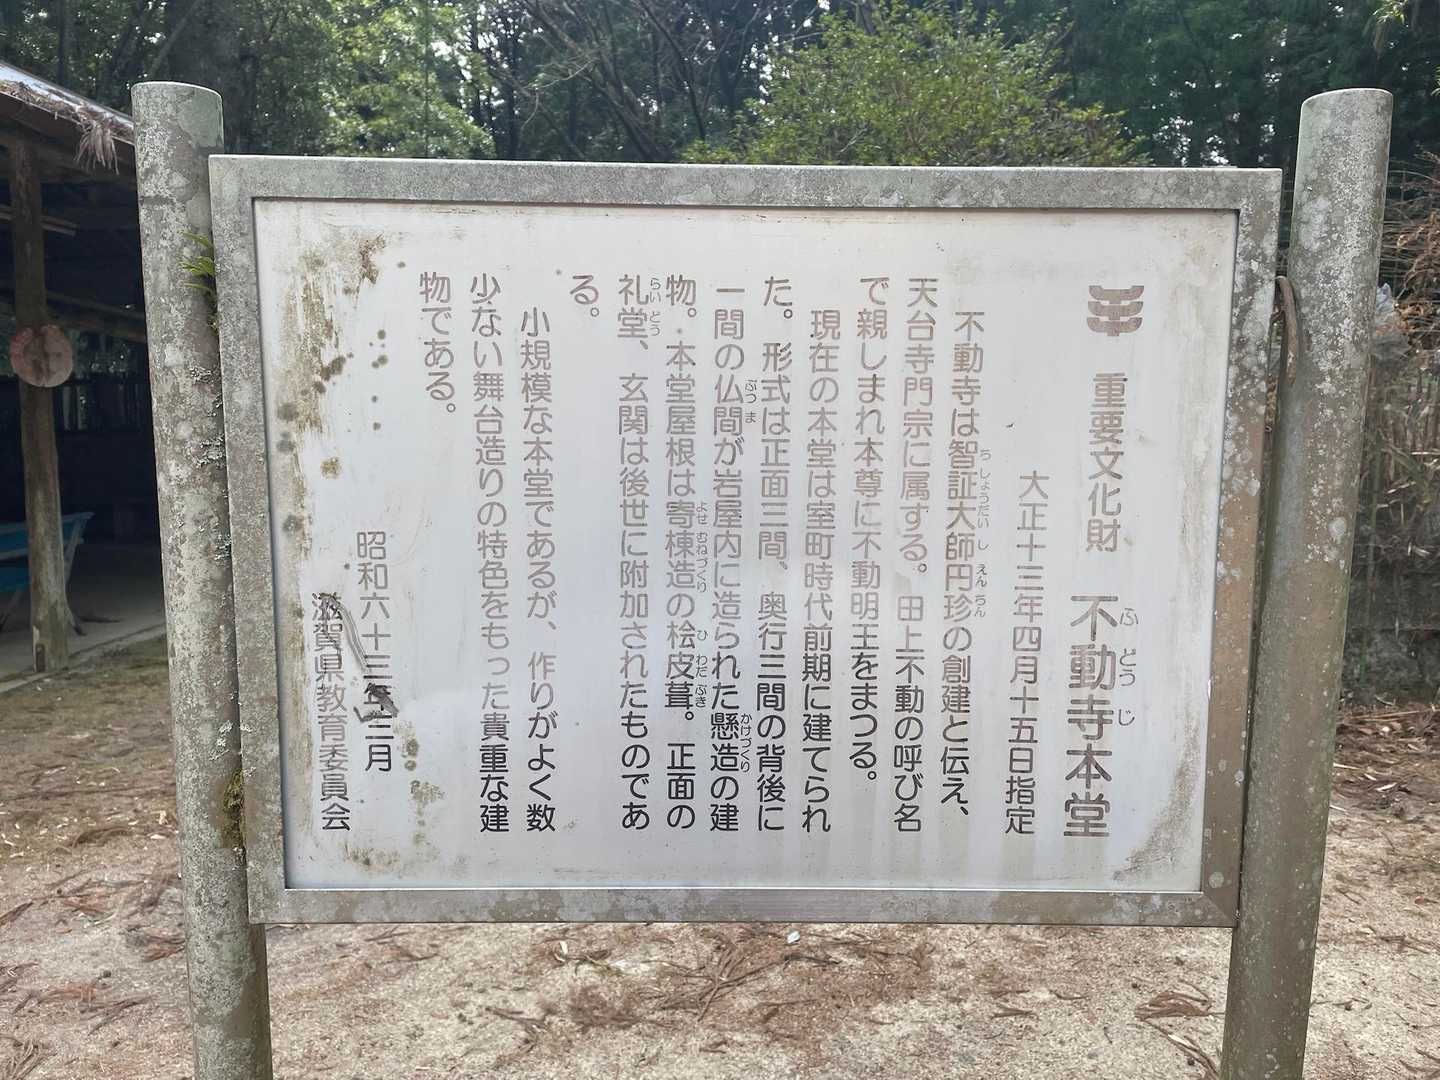 重要文化財 不動寺本堂
大正十三年四月十五日指定
不動寺は智証大師円珍の創建と伝え、
天台寺門宗に属する。田上不動の呼び名
で親しまれ本尊に不動明王をまつる。
現在の本堂は室町時代前期に建てられ
た。形式は正面三間、奥行三間の背後に
一間の仏間が岩屋内に造られた懸造の建
物。本堂屋根は寄棟造の桧皮葺。正面の
礼堂、玄関は後世に附加されたものであ
る。
小規模な本堂であるが、作りがよく数
少ない舞台造りの特色をもった貴重な建
物である。
昭和六十三年三月
滋賀県教育委員会